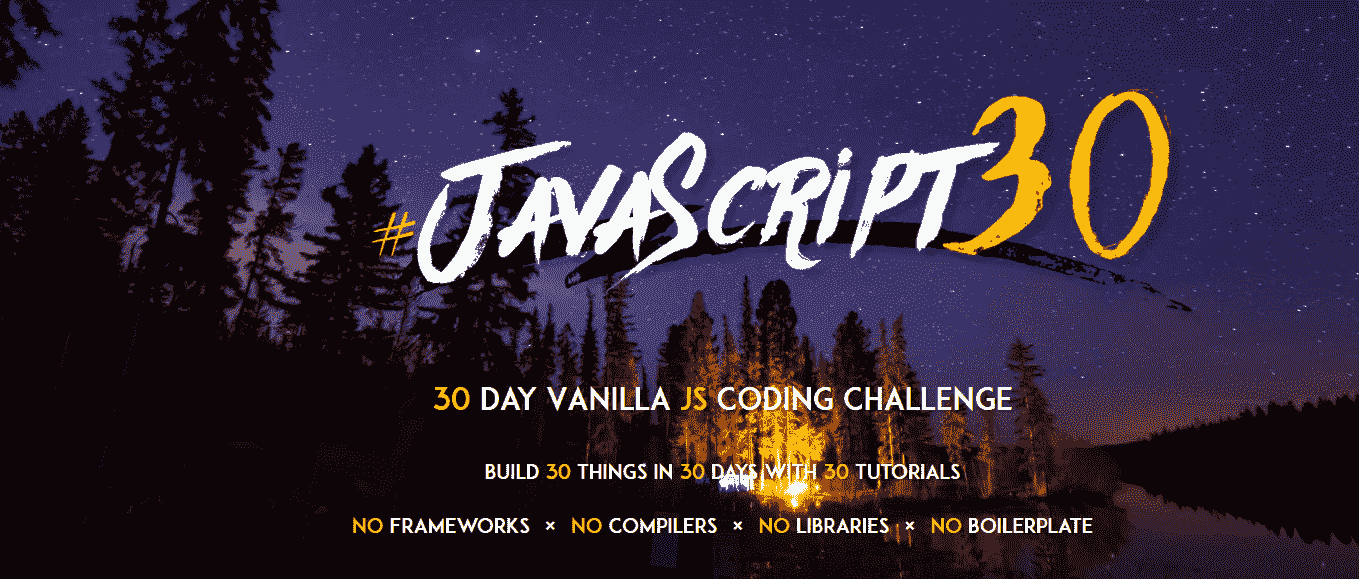 #JAVASCRIPT30
30 DAY VANILLA JS CODING CHALLENGE
BUILD 30 THINGS IN 30 DAYS WITH 30 TUTORIALS
NO FRAMEWORKS × NO COMPILERS × NO LIBRARIES × NO BOILERPLATE